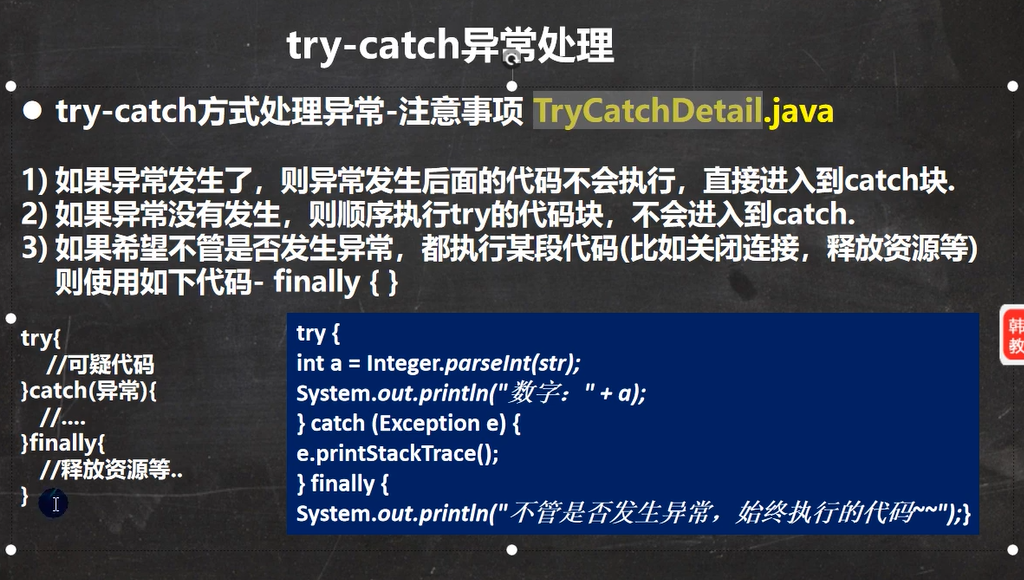 try-catch异常处理
● try-catch方式处理异常-注意事项 TryCatchDetail.java
1) 如果异常发生了，则异常发生后面的代码不会执行，直接进入到catch块.
2) 如果异常没有发生，则顺序执行try的代码块，不会进入到catch.
3) 如果希望不管是否发生异常，都执行某段代码(比如关闭连接，释放资源等)
则使用如下代码- finally { }
try{
//可疑代码
}catch(异常){
//....
}finally{
//释放资源等..
}
try {
int a = Integer.parseInt(str);
System.out.println("数字：" + a);
} catch (Exception e) {
e.printStackTrace();
} finally {
System.out.println("不管是否发生异常，始终执行的代码~~");}
韩
教